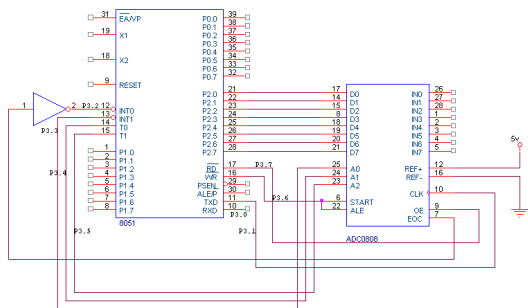 31 EA/VP P0.0 39
P0.1 38
19 X1 P0.2 37
P0.3 36
P0.4 35
18 X2 P0.5 34
P0.6 33
P0.7 32
9 RESET
P2.0 21 17 D0 IN0 26
1 2 P3.2 12 INT0 P2.1 22 14 D1 IN1 27
13 INT1 P2.2 23 15 D2 IN2 28
P3.3 14 T0 P2.3 24 8 D3 IN3 1
15 T1 P2.4 25 18 D4 IN4 2
P2.5 26 19 D5 IN5 3
1 P1.0 P2.6 27 20 D6 IN6 4
2 P1.1 P2.7 28 21 D7 IN7 5
5v
3 P1.2 RD 17 P3.7 25 A0 REF+ 12
P3.4 4 P1.3 WR 16 24 A1 REF- 16
5 P1.4 PSEN 29 23 A2
6 P1.5 ALE/P 30 P3.6 CLK 10
7 P1.6 TXD 11 6 START
8 P1.7 RXD 10 P3.0 22 ALE OE 9
EOC 7
8051 P3.5 P3.1 ADC0808